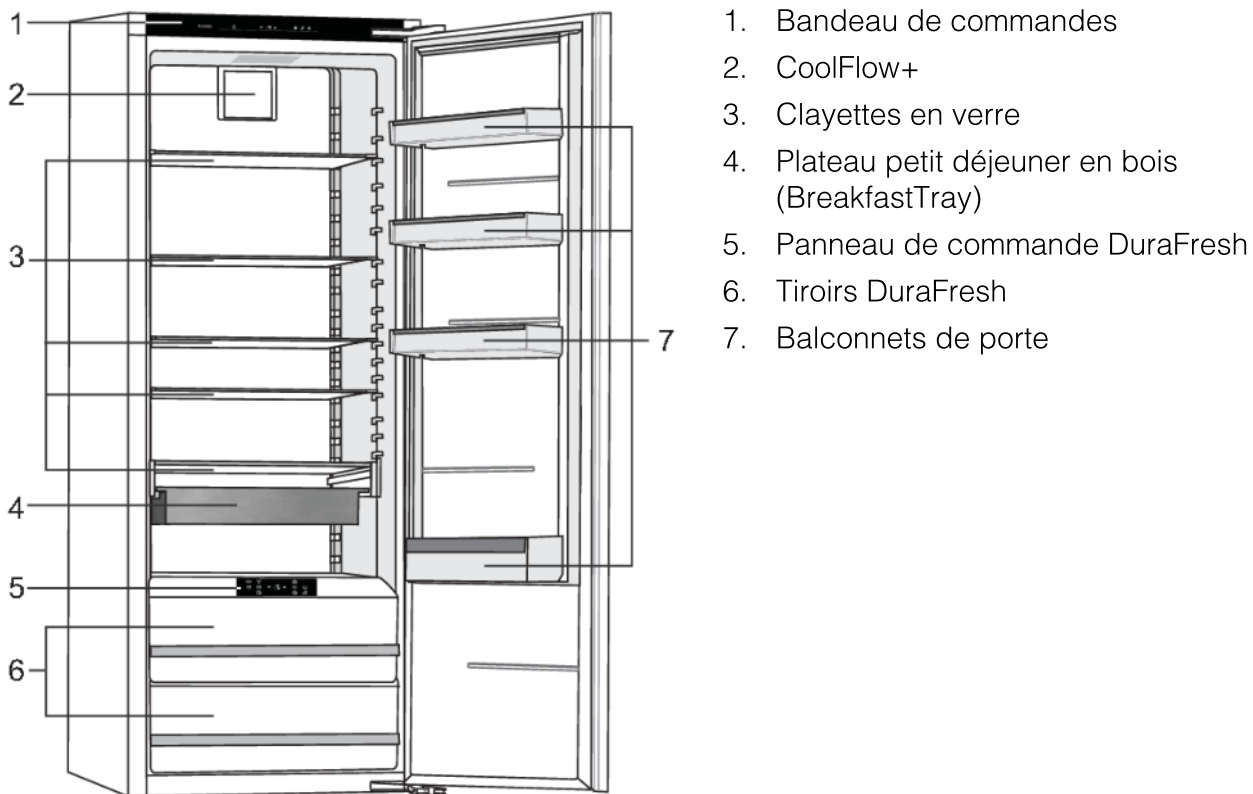 1
2
3
4
5
6
7
1. Bandeau de commandes
2. CoolFlow+
3. Clayettes en verre
4. Plateau petit déjeuner en bois
(BreakfastTray)
5. Panneau de commande DuraFresh
6. Tiroirs DuraFresh
7. Balconnets de porte